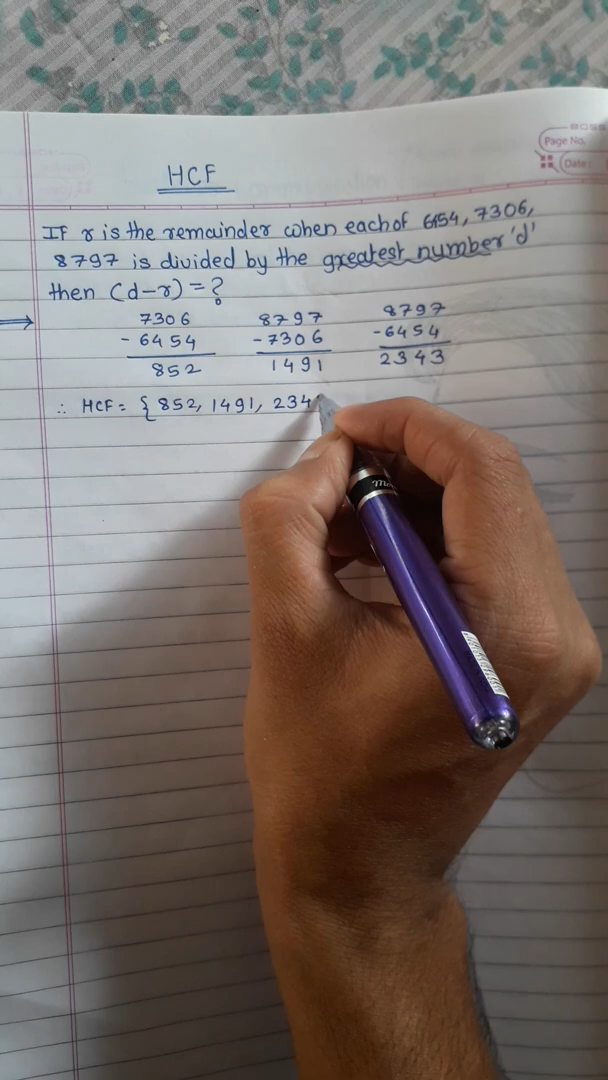 BOSS
Page No.
Date:
HCF
If r is the remainder when each of 6454, 7306,
8797 is divided by the greatest number 'd'
then (d-r) = ?
⇒ 7306 8797 8797
- 6454 -7306 -6454
852 1491 2343
∴ HCF = { 852, 1491, 234